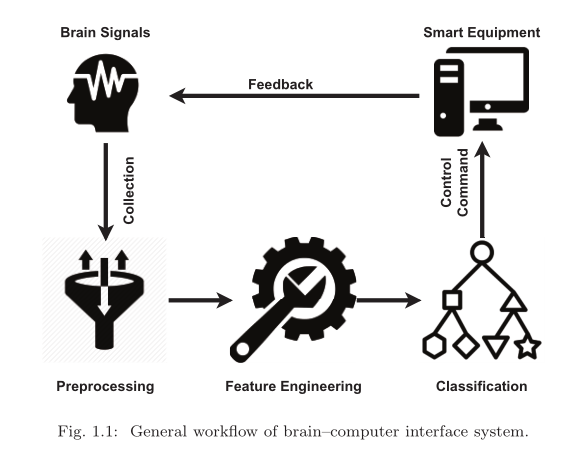 Brain Signals
Smart Equipment
Feedback
Collection
Control
Command
Preprocessing
Feature Engineering
Classification
Fig. 1.1: General workflow of brain–computer interface system.